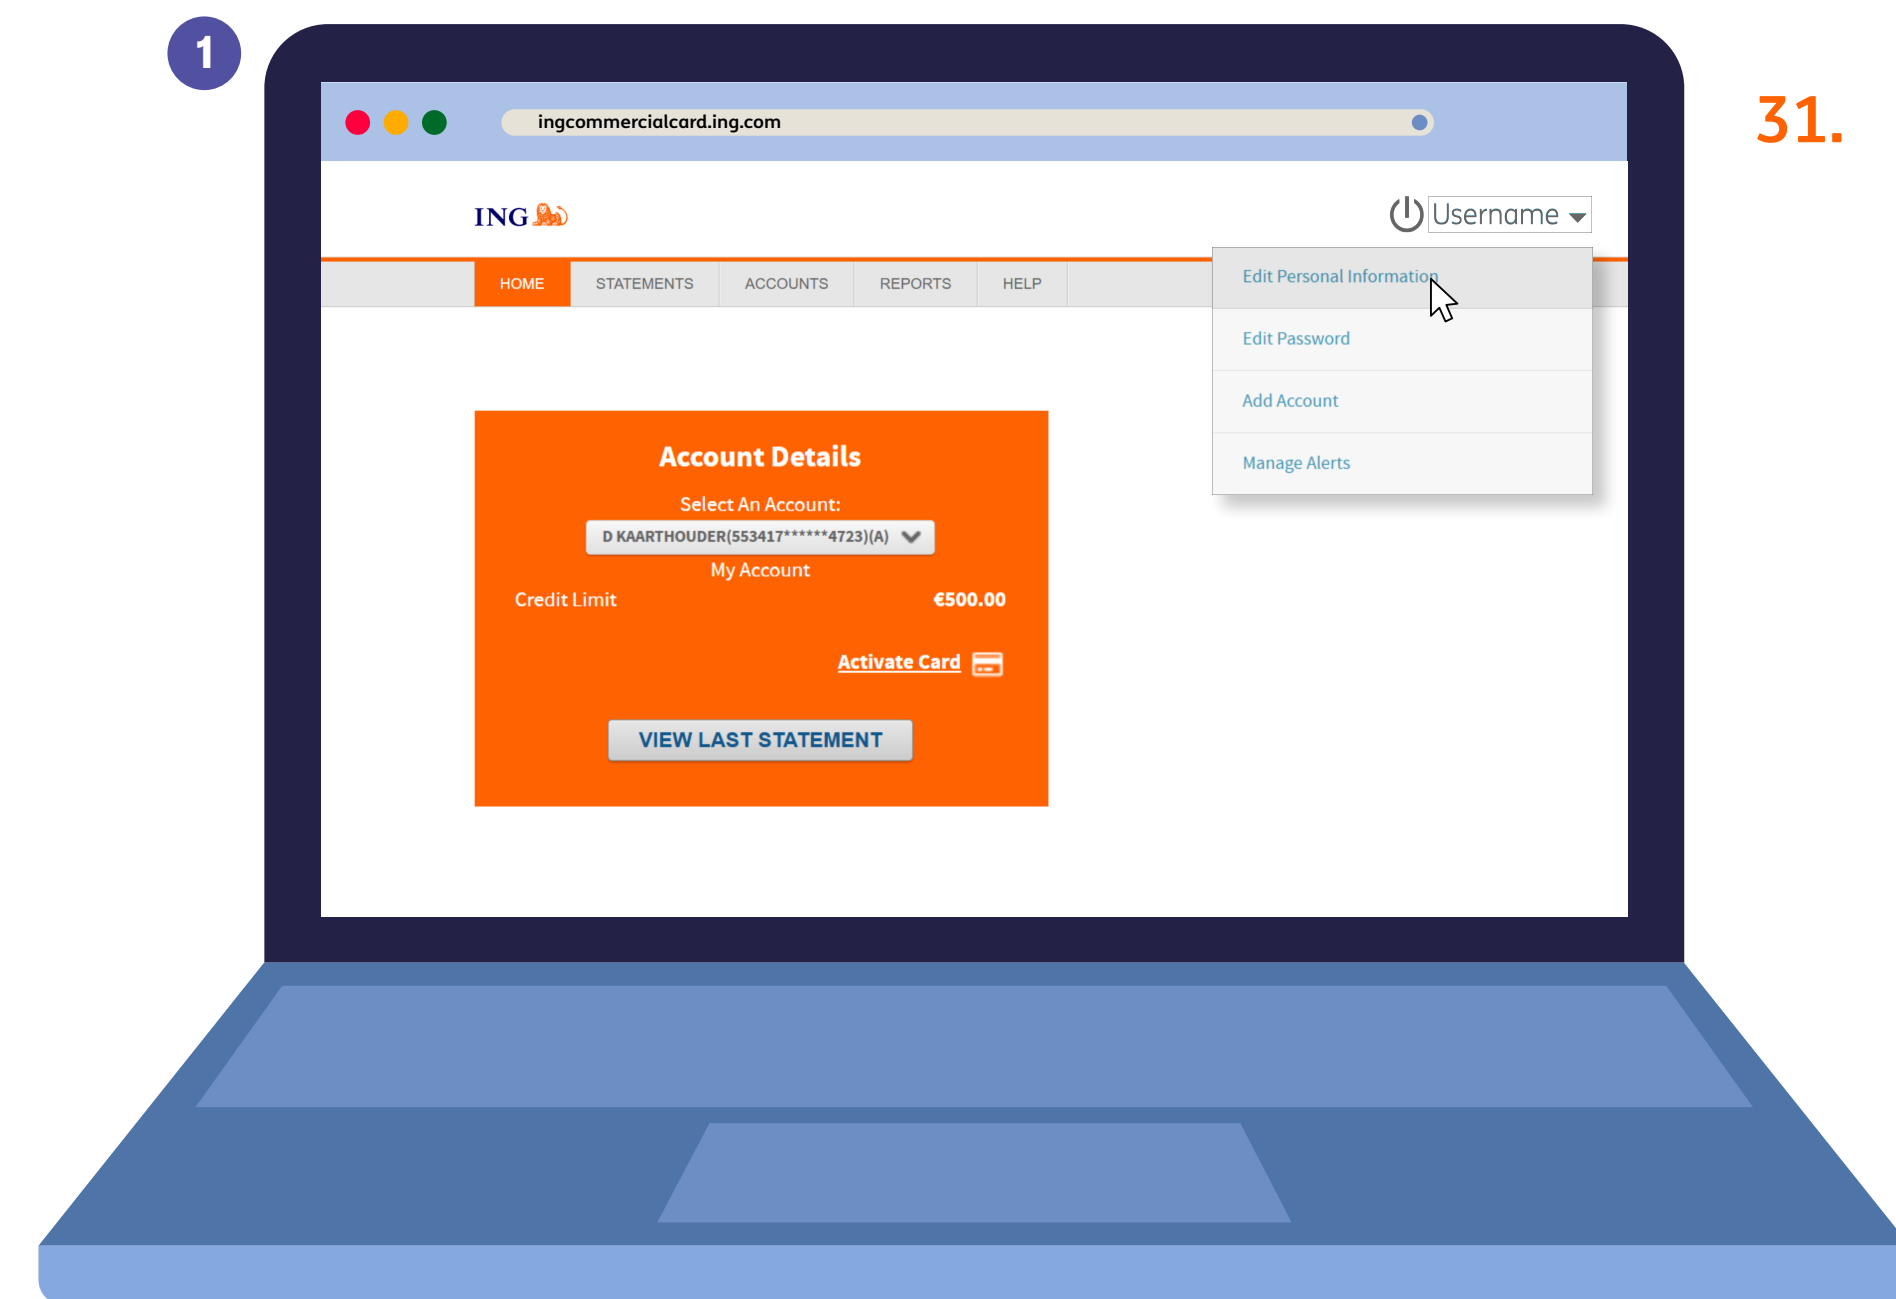 1
31.
ingcommercialcard.ing.com
ING
Username
HOME STATEMENTS ACCOUNTS REPORTS HELP
Edit Personal Information
Edit Password
Add Account
Manage Alerts
Account Details
Select An Account:
D KAARTHOUDER(553417******4723)(A)
My Account
Credit Limit €500.00
Activate Card
VIEW LAST STATEMENT